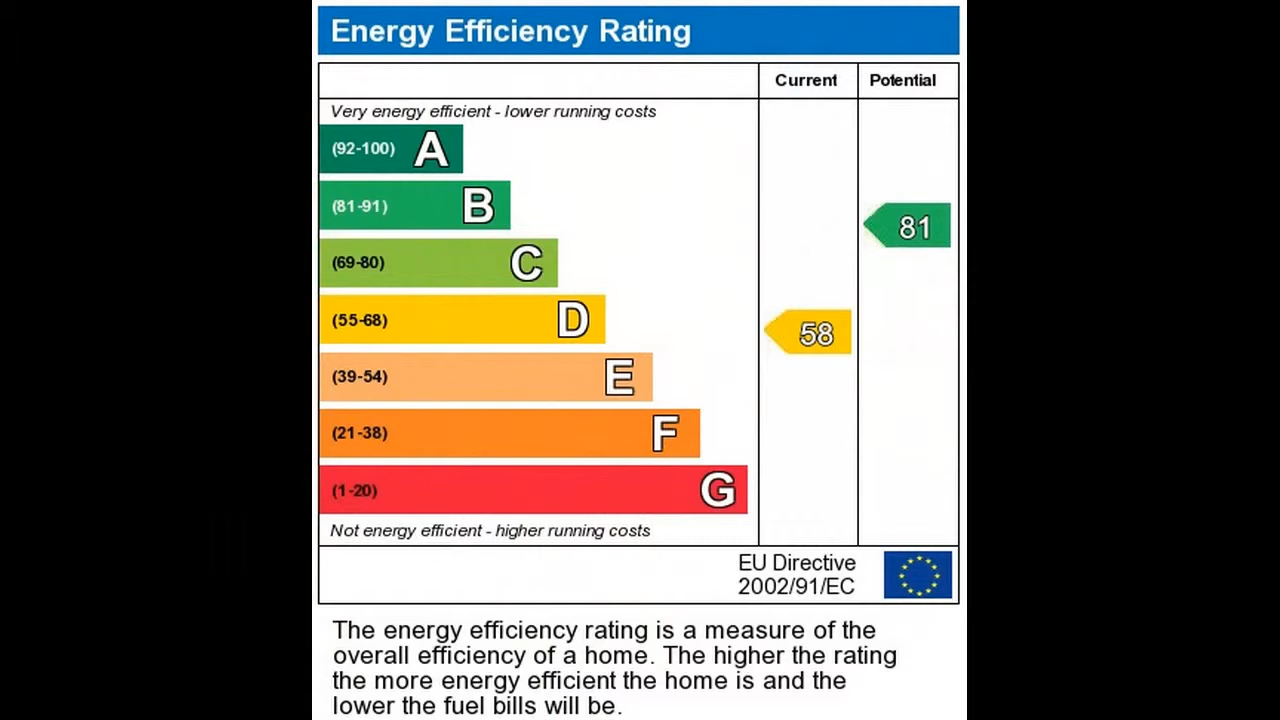 Energy Efficiency Rating
Current Potential
Very energy efficient - lower running costs
(92-100) A
(81-91) B
81
(69-80) C
(55-68) D
58
(39-54) E
(21-38) F
(1-20) G
Not energy efficient - higher running costs
EU Directive
2002/91/EC
The energy efficiency rating is a measure of the
overall efficiency of a home. The higher the rating
the more energy efficient the home is and the
lower the fuel bills will be.